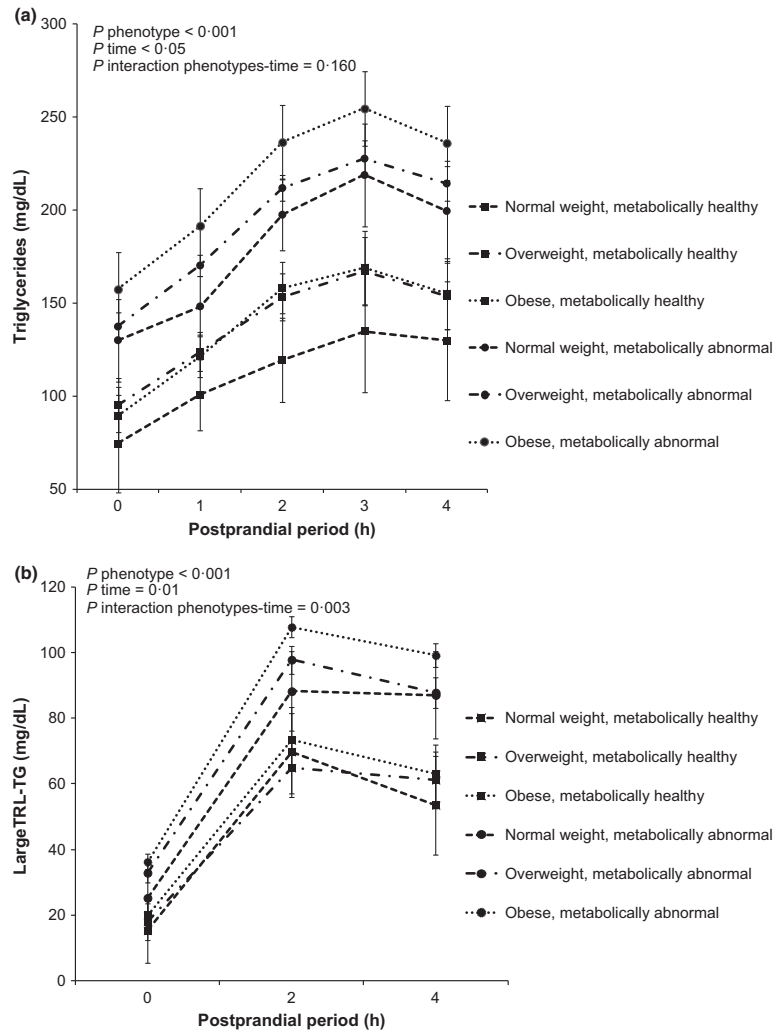 (a)
300
250
200
150
100
50
Triglycerides (mg/dL)
P phenotype < 0·001
P time < 0·05
P interaction phenotypes-time = 0·160
0 1 2 3 4
Postprandial period (h)
Normal weight, metabolically healthy
Overweight, metabolically healthy
Obese, metabolically healthy
Normal weight, metabolically abnormal
Overweight, metabolically abnormal
Obese, metabolically abnormal
(b)
120
100
80
60
40
20
0
LargeTRL-TG (mg/dL)
P phenotype < 0·001
P time = 0·01
P interaction phenotypes-time = 0·003
0 2 4
Postprandial period (h)
Normal weight, metabolically healthy
Overweight, metabolically healthy
Obese, metabolically healthy
Normal weight, metabolically abnormal
Overweight, metabolically abnormal
Obese, metabolically abnormal